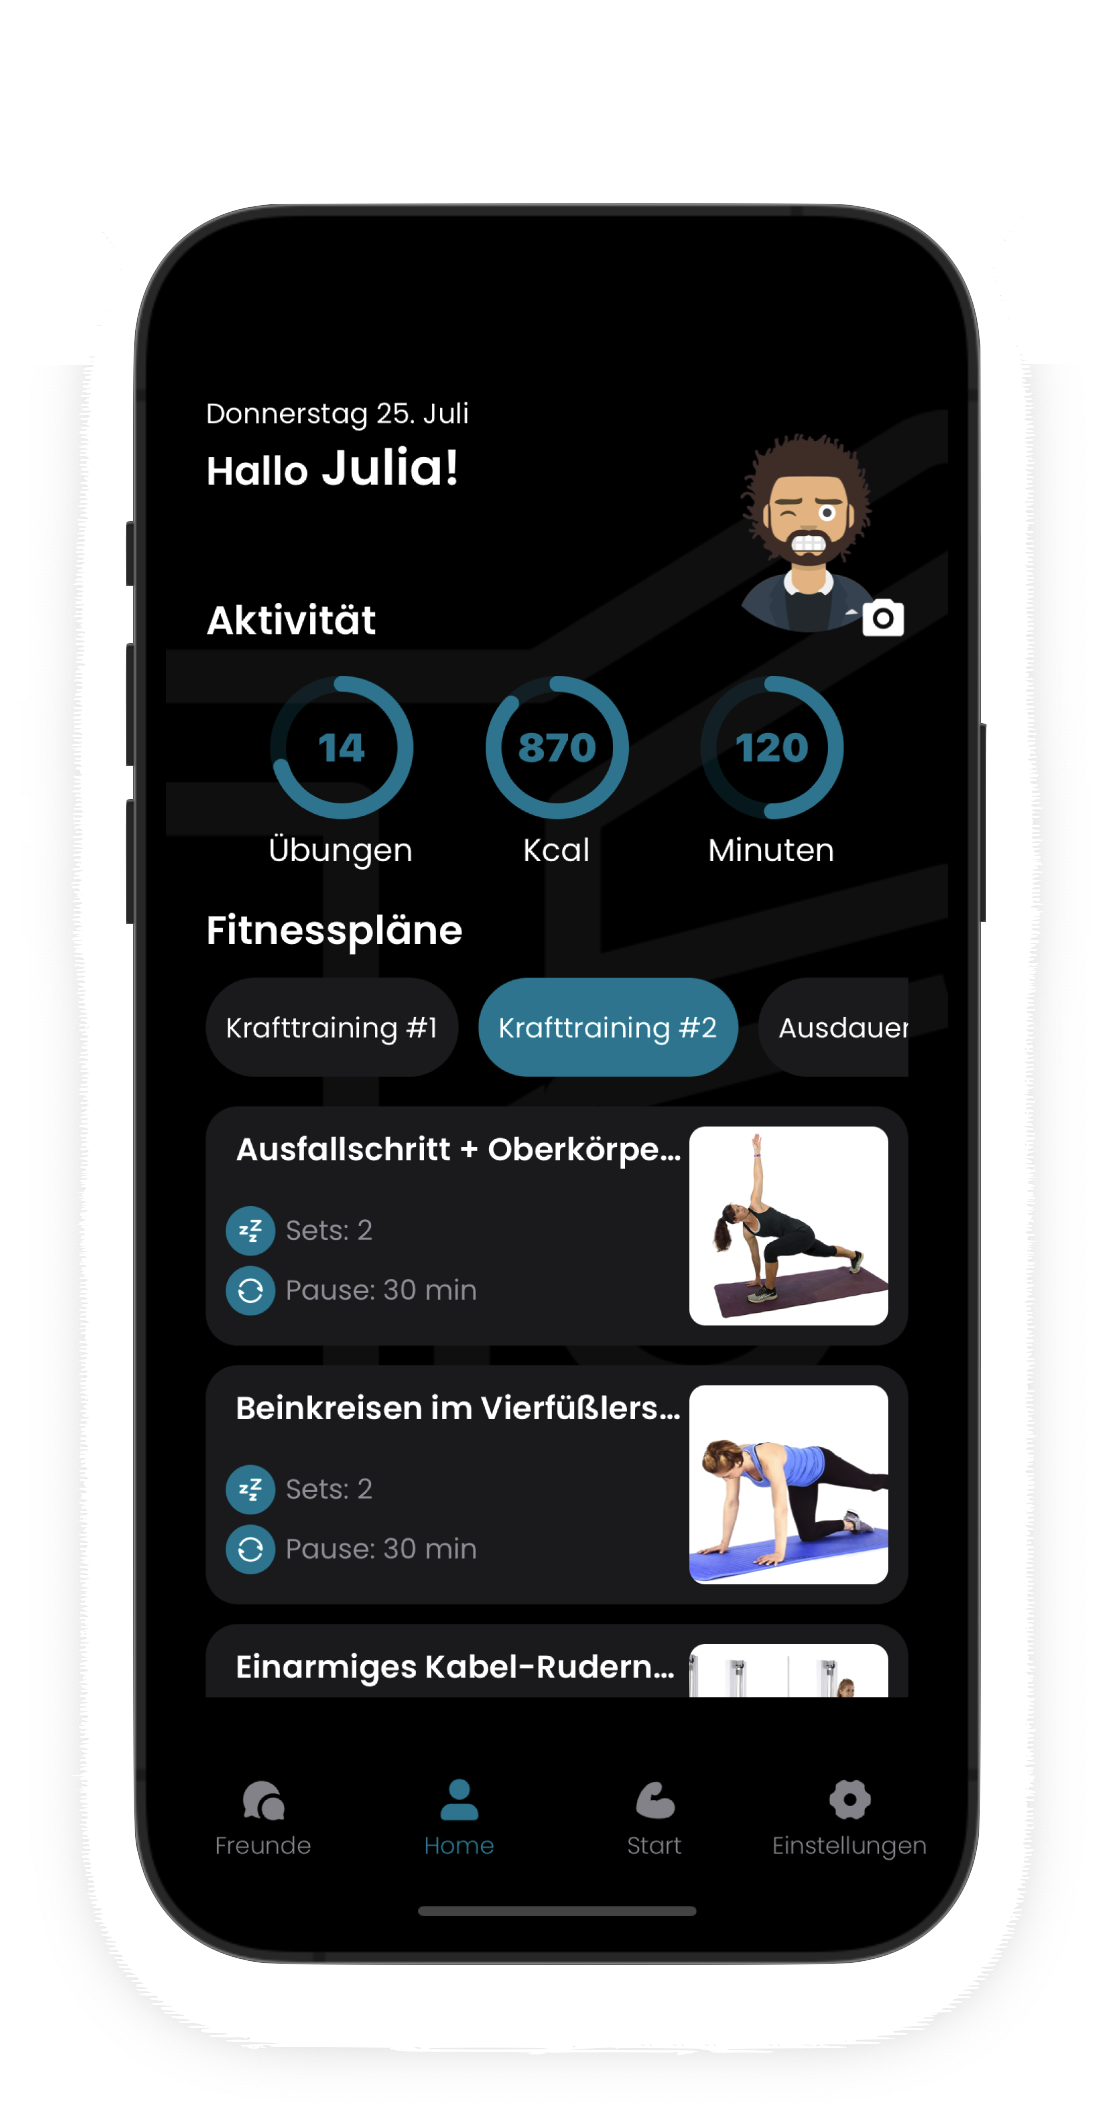 Donnerstag 25. Juli
Hallo Julia!
Aktivität
14
870
120
Übungen
Kcal
Minuten
Fitnesspläne
Krafttraining #1
Krafttraining #2
Ausdauer
Ausfallschritt + Oberkörpe...
Sets: 2
Pause: 30 min
Beinkreisen im Vierfüßlers...
Sets: 2
Pause: 30 min
Einarmiges Kabel-Rudern...
Freunde
Home
Start
Einstellungen